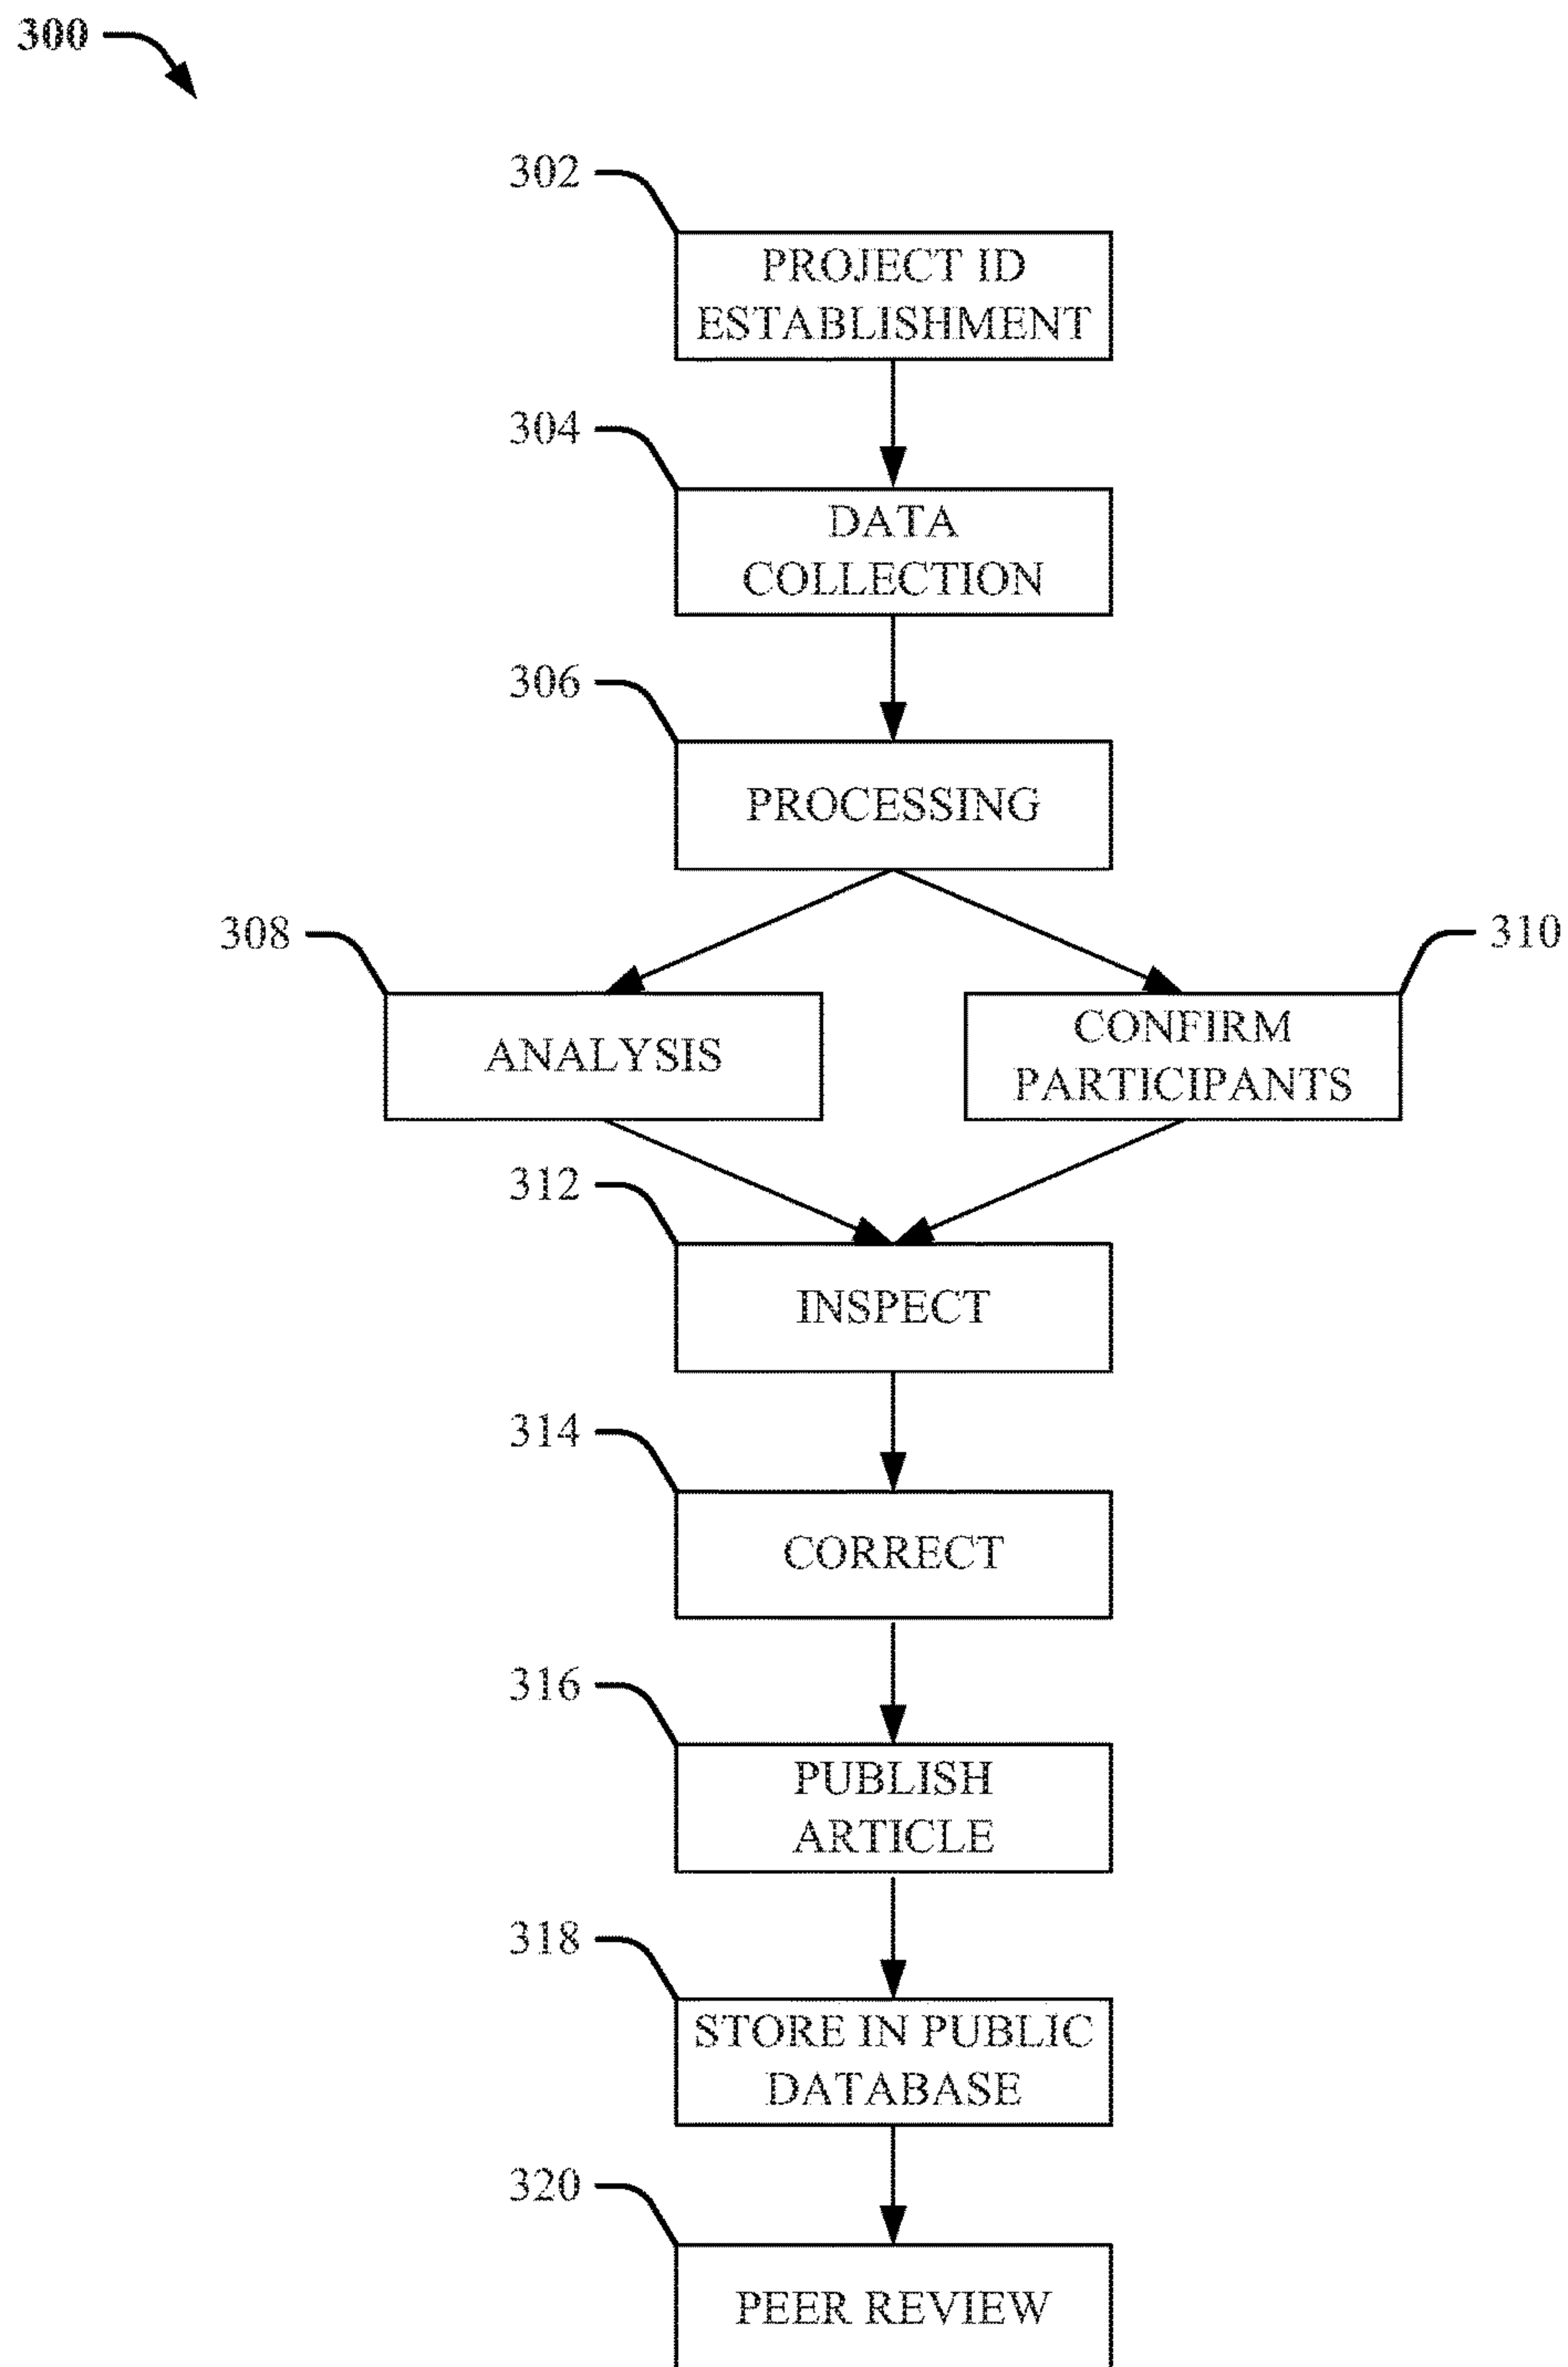 300
302
PROJECT ID
ESTABLISHMENT
304
DATA
COLLECTION
306
PROCESSING
308
310
ANALYSIS
CONFIRM
PARTICIPANTS
312
INSPECT
314
CORRECT
316
PUBLISH
ARTICLE
318
STORE IN PUBLIC
DATABASE
320
PEER REVIEW